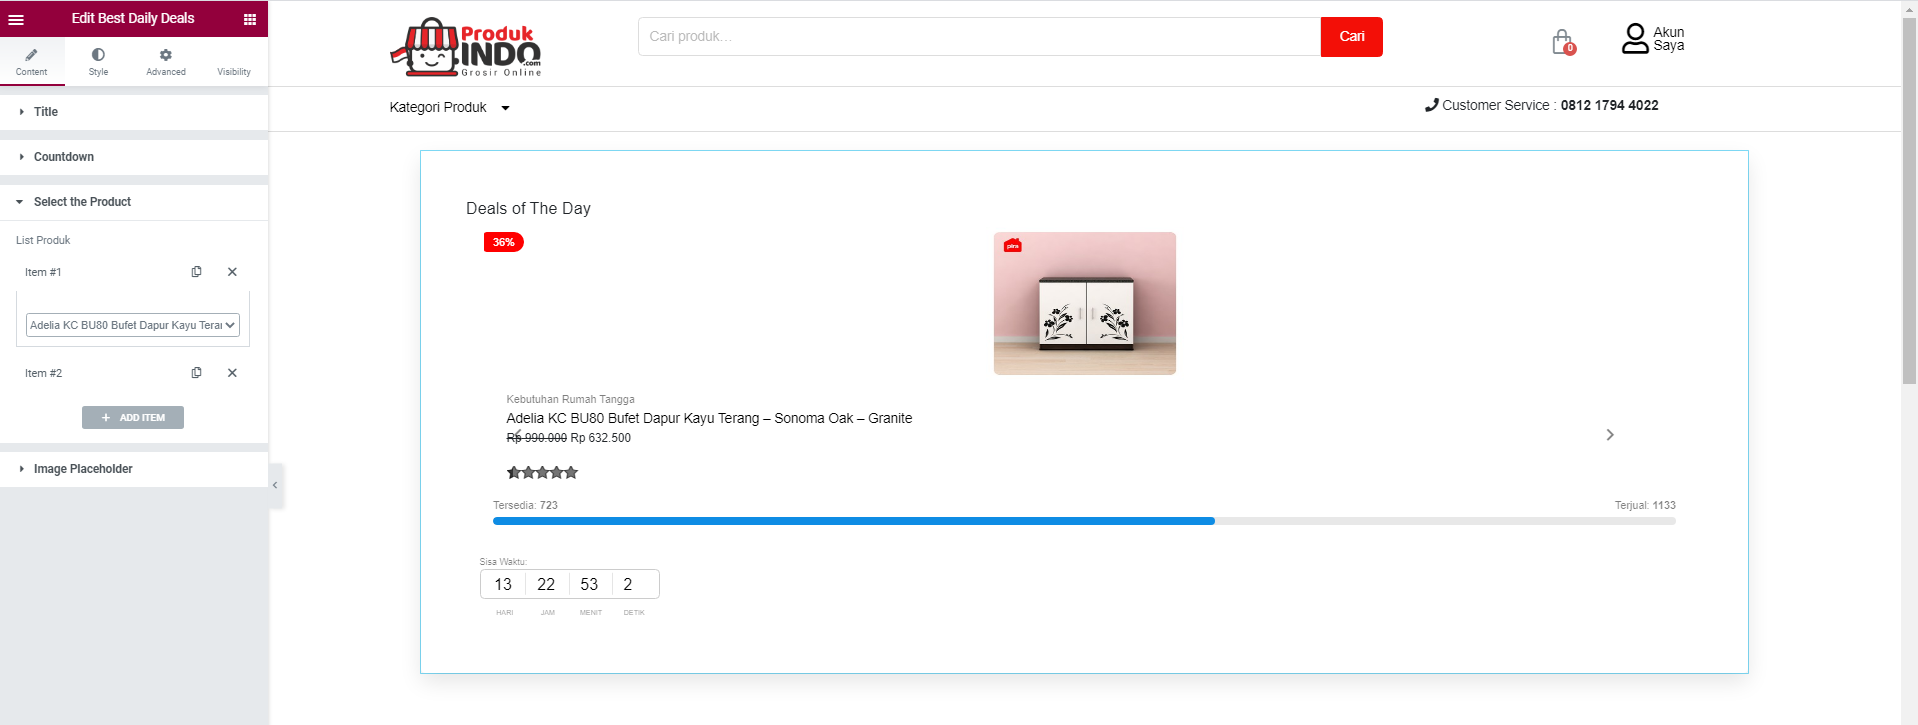 Edit Best Daily Deals
Content
Style
Advanced
Visibility
Title
Countdown
Select the Product
List Produk
Item #1
Adelia KC BU80 Bufet Dapur Kayu Terar
Item #2
+ ADD ITEM
Image Placeholder
Produk
INDO
.com
Grosir Online
Cari produk...
Cari
0
Akun
Saya
Kategori Produk
Customer Service : 0812 1794 4022
Deals of The Day
36%
pira
Kebutuhan Rumah Tangga
Adelia KC BU80 Bufet Dapur Kayu Terang – Sonoma Oak – Granite
Rp 990.000 Rp 632.500
Tersedia: 723
Terjual: 1133
Sisa Waktu:
13 22 53 2
HARI JAM MENIT DETIK